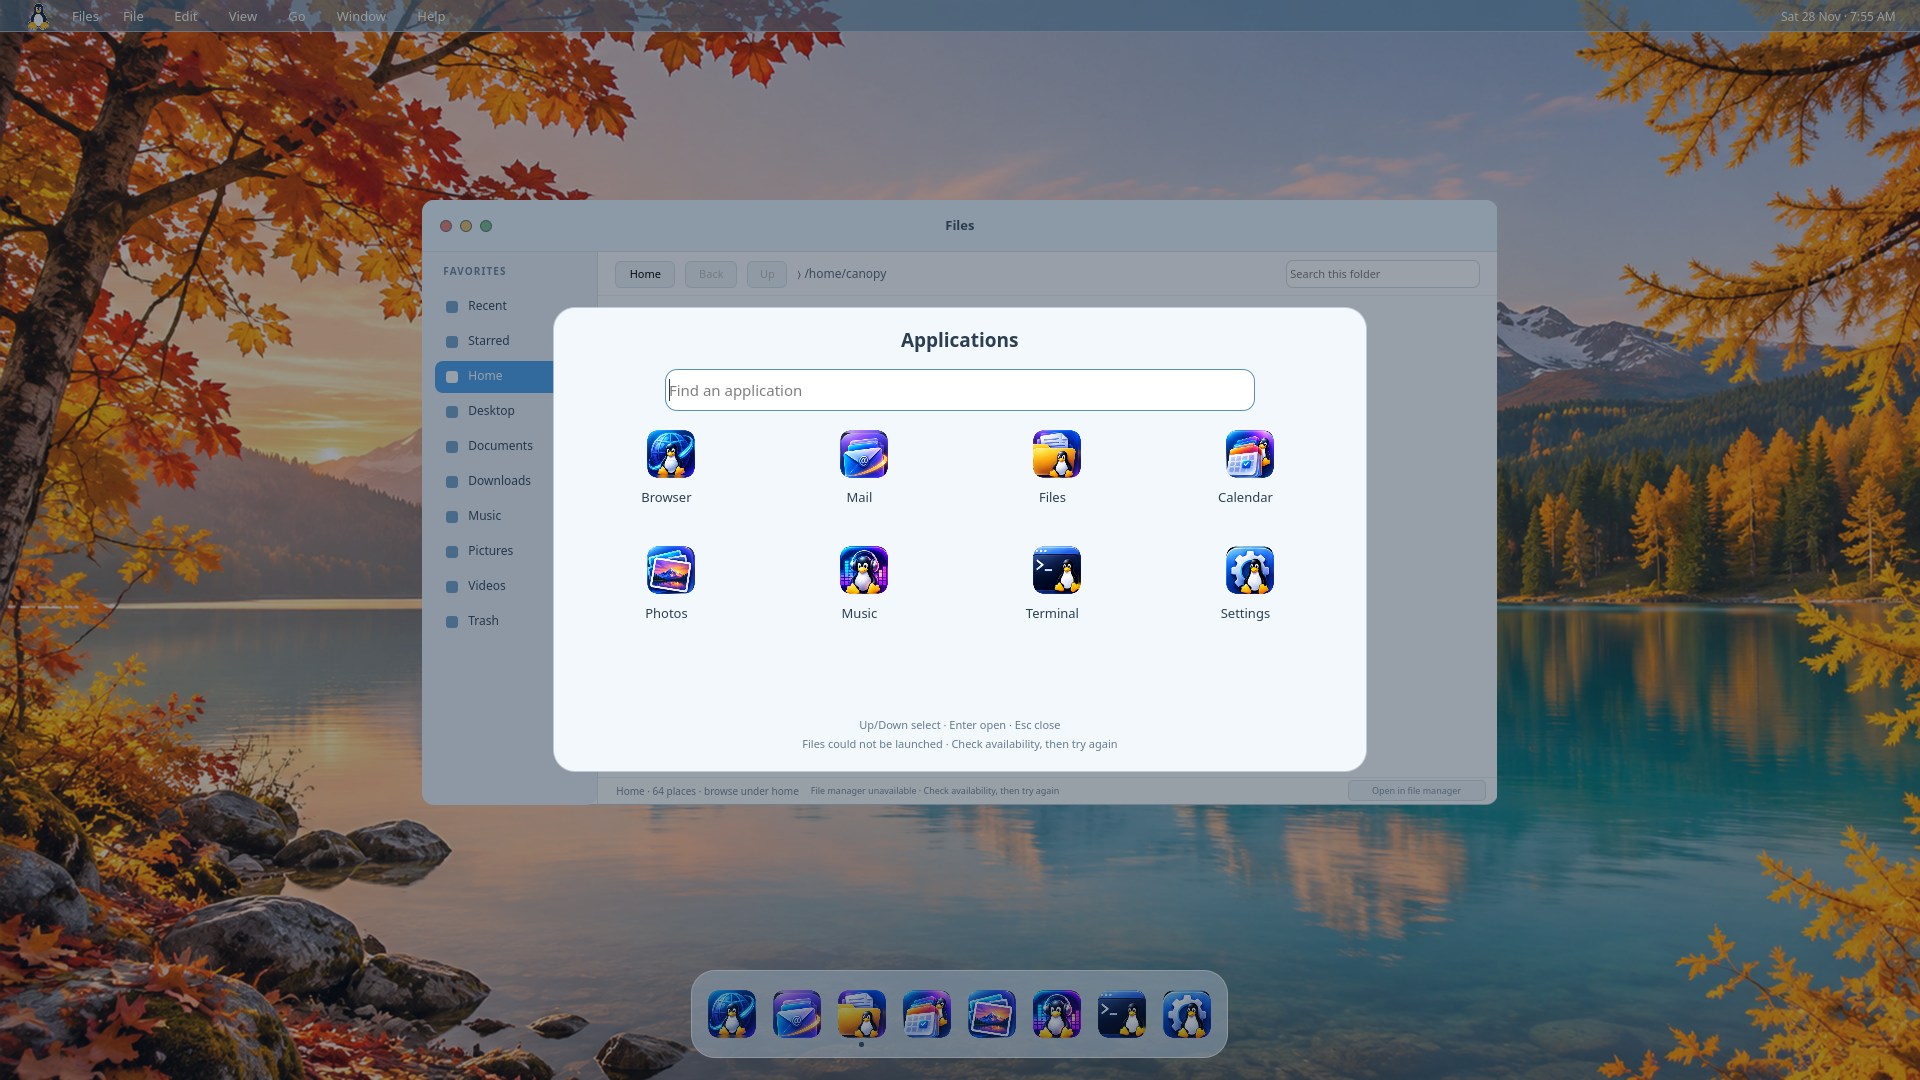 Files File Edit View Go Window Help Sat 28 Nov · 7:55 AM
Files
FAVORITES
Home Back Up › /home/canopy Search this folder
Recent
Starred
Home
Desktop
Documents
Downloads
Music
Pictures
Videos
Trash
Applications
Find an application
Browser Mail Files Calendar
Photos Music Terminal Settings
Up/Down select · Enter open · Esc close
Files could not be launched · Check availability, then try again
Home · 64 places · browse under home File manager unavailable · Check availability, then try again Open in file manager